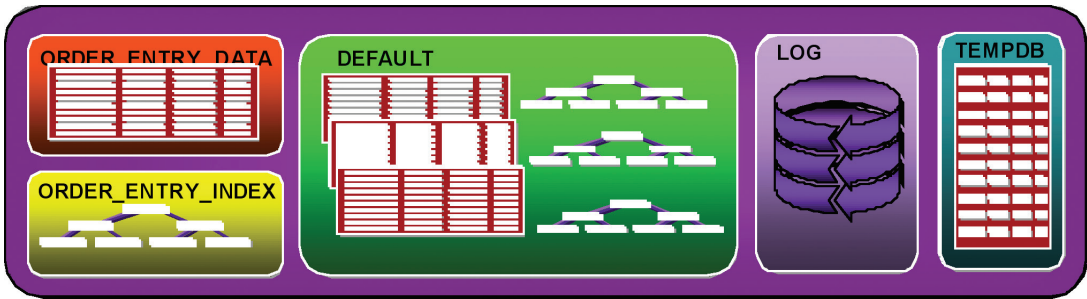 ORDER_ENTRY_DATA
ORDER_ENTRY_INDEX
DEFAULT
LOG
TEMPDB